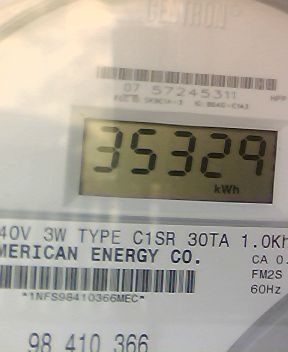 CENTRON®
07 57245311
35329
kWh
40V 3W TYPE C1SR 30TA 1.0Kh
MERICAN ENERGY CO.
CA 0.
FM2S
60Hz
*1NFS98410366MEC*
98 410 366